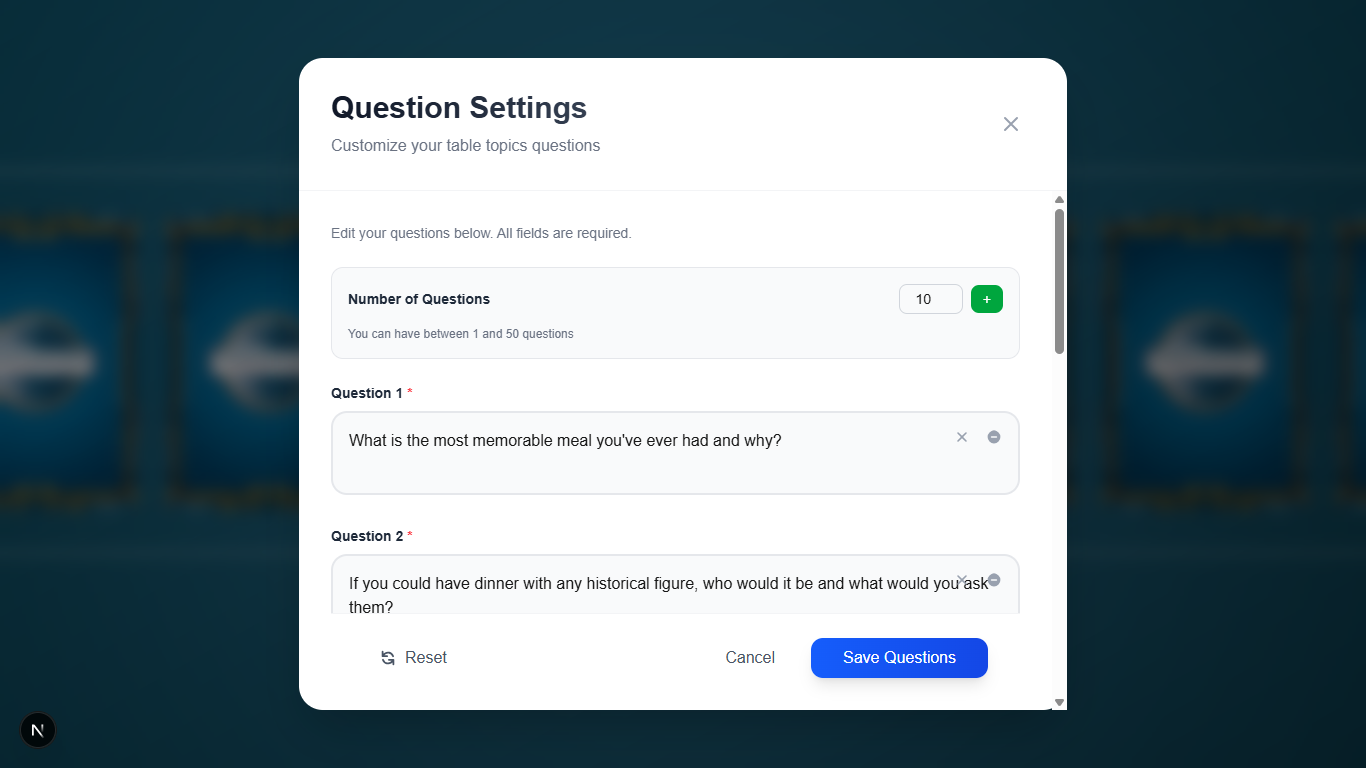 Question Settings
Customize your table topics questions
Edit your questions below. All fields are required.
Number of Questions
10
+
You can have between 1 and 50 questions
Question 1 *
What is the most memorable meal you've ever had and why?
Question 2 *
If you could have dinner with any historical figure, who would it be and what would you ask
them?
Reset
Cancel
Save Questions
N